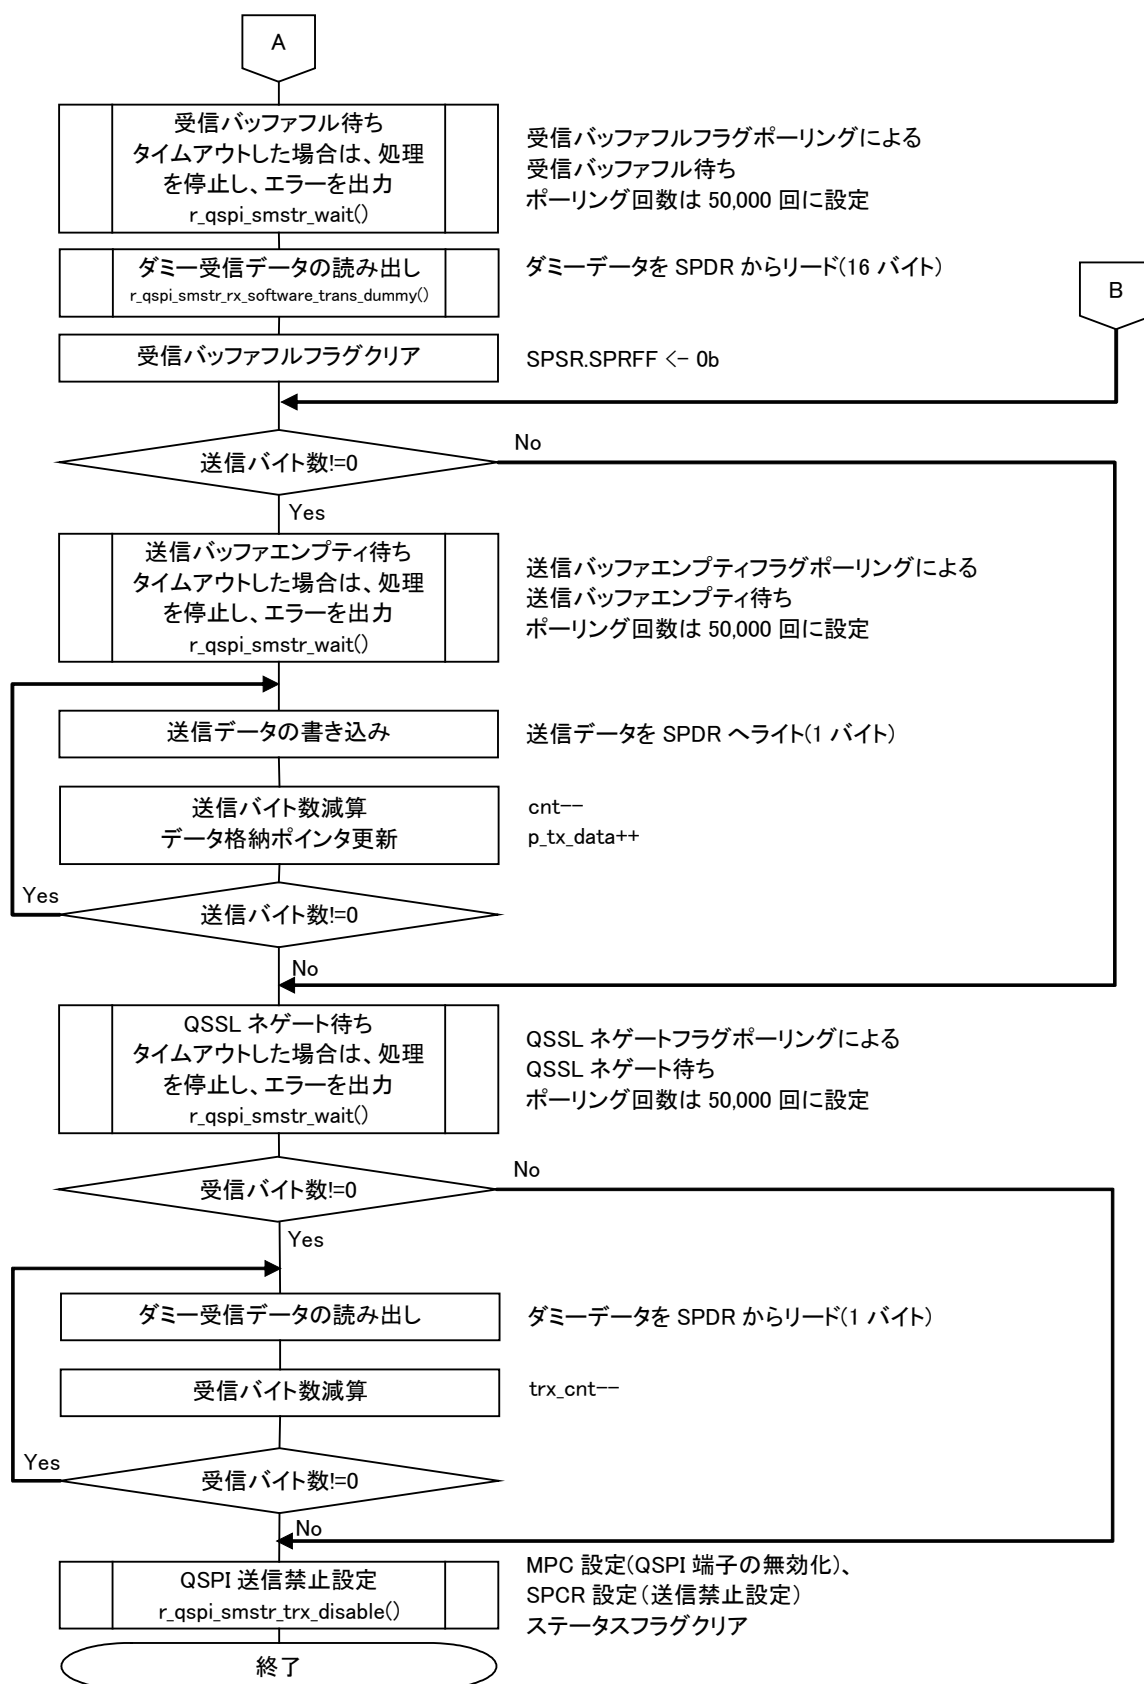 A
受信バッファフル待ち
タイムアウトした場合は、処理
を停止し、エラーを出力
r_qspi_smstr_wait()
受信バッファフルフラグポーリングによる
受信バッファフル待ち
ポーリング回数は 50,000 回に設定
ダミー受信データの読み出し
r_qspi_smstr_rx_software_trans_dummy()
ダミーデータを SPDR からリード(16 バイト)
B
受信バッファフルフラグクリア
SPSR.SPRFF <- 0b
送信バイト数!=0
No
Yes
送信バッファエンプティ待ち
タイムアウトした場合は、処理
を停止し、エラーを出力
r_qspi_smstr_wait()
送信バッファエンプティフラグポーリングによる
送信バッファエンプティ待ち
ポーリング回数は 50,000 回に設定
送信データの書き込み
送信データを SPDR へライト(1 バイト)
送信バイト数減算
データ格納ポインタ更新
cnt--
p_tx_data++
Yes
送信バイト数!=0
No
QSSL ネゲート待ち
タイムアウトした場合は、処理
を停止し、エラーを出力
r_qspi_smstr_wait()
QSSL ネゲートフラグポーリングによる
QSSL ネゲート待ち
ポーリング回数は 50,000 回に設定
受信バイト数!=0
No
Yes
ダミー受信データの読み出し
ダミーデータを SPDR からリード(1 バイト)
受信バイト数減算
trx_cnt--
Yes
受信バイト数!=0
No
QSPI 送信禁止設定
r_qspi_smstr_trx_disable()
MPC 設定(QSPI 端子の無効化)、
SPCR 設定(送信禁止設定)
ステータスフラグクリア
終了